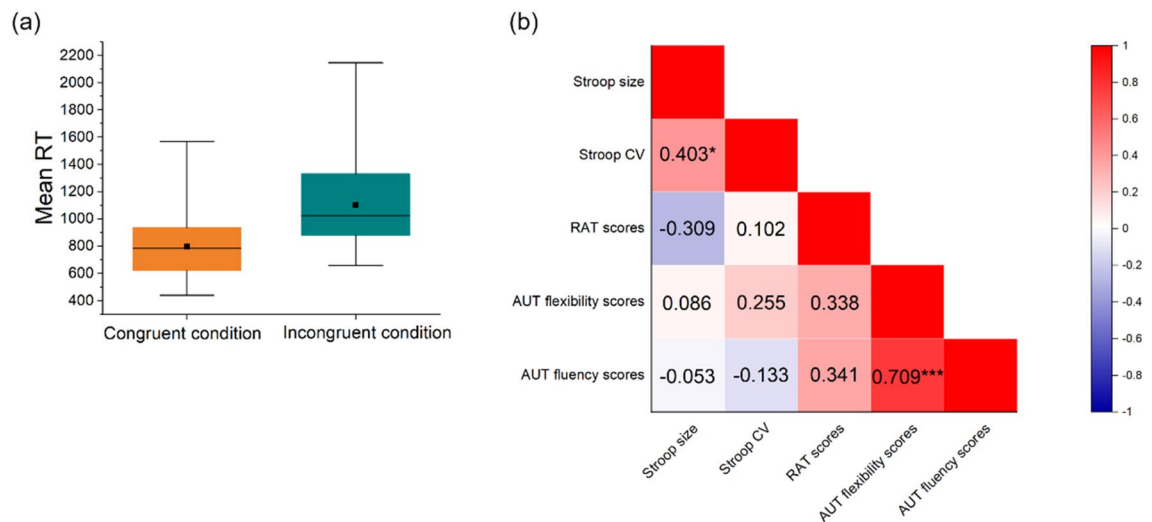 (a)
Mean RT
2200
2000
1800
1600
1400
1200
1000
800
600
400
Congruent condition
Incongruent condition
(b)
Stroop size
Stroop CV
0.403*
RAT scores
-0.309
0.102
AUT flexibility scores
0.086
0.255
0.338
AUT fluency scores
-0.053
-0.133
0.341
0.709***
Stroop size
Stroop CV
RAT scores
AUT flexibility scores
AUT fluency scores
1
0.8
0.6
0.4
0.2
0
-0.2
-0.4
-0.6
-0.8
-1